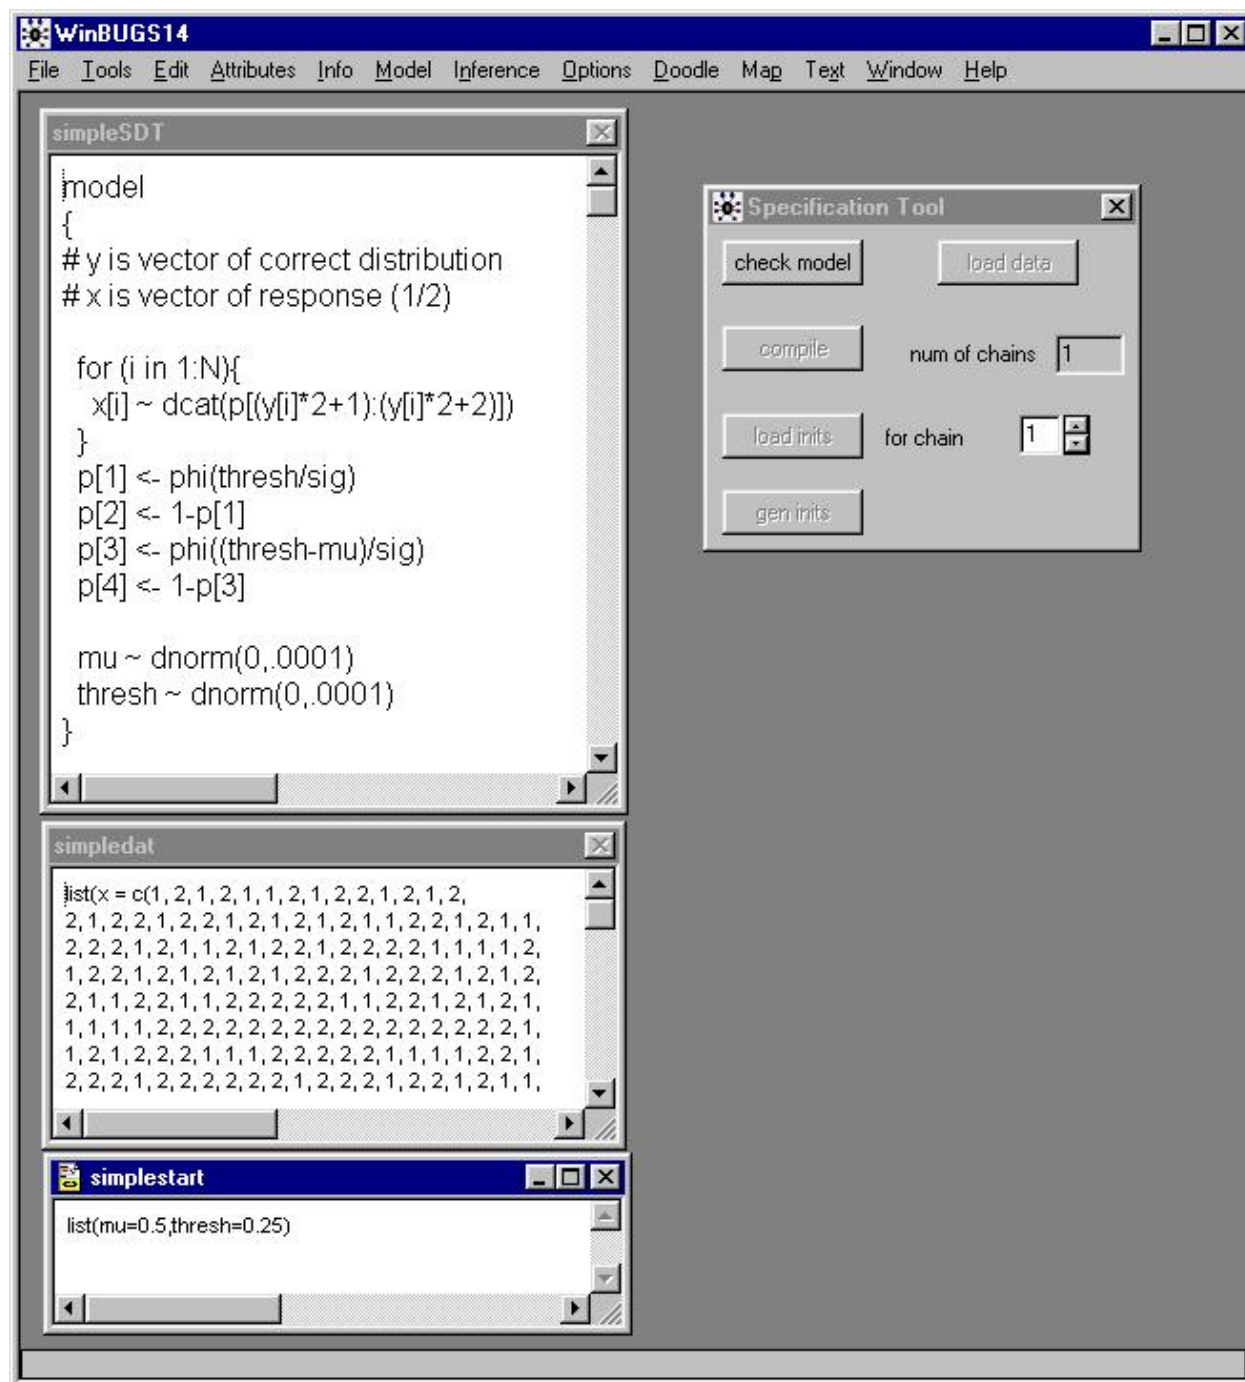 WinBUGS14
File Tools Edit Attributes Info Model Inference Options Doodle Map Text Window Help
simpleSDT
model
{
# y is vector of correct distribution
# x is vector of response (1/2)
for (i in 1:N){
x[i] ~ dcat(p[(y[i]*2+1):(y[i]*2+2)])
}
p[1] <- phi(thresh/sig)
p[2] <- 1-p[1]
p[3] <- phi((thresh-mu)/sig)
p[4] <- 1-p[3]
mu ~ dnorm(0,.0001)
thresh ~ dnorm(0,.0001)
}
Specification Tool
check model load data
compile num of chains 1
load inits for chain 1
gen inits
simpledat
list(x = c(1, 2, 1, 2, 1, 1, 2, 1, 2, 2, 1, 2, 1, 2,
2, 1, 2, 2, 1, 2, 2, 1, 2, 1, 2, 1, 2, 1, 1, 2, 2, 1, 2, 1, 1,
2, 2, 2, 1, 2, 1, 1, 2, 1, 2, 2, 1, 2, 2, 2, 2, 1, 1, 1, 1, 2,
1, 2, 2, 1, 2, 1, 2, 1, 2, 1, 2, 2, 2, 1, 2, 2, 2, 1, 2, 1, 2,
2, 1, 1, 2, 2, 1, 1, 2, 2, 2, 2, 2, 1, 1, 2, 2, 1, 2, 1, 2, 1,
1, 1, 1, 1, 2, 2, 2, 2, 2, 2, 2, 2, 2, 2, 2, 2, 2, 2, 2, 2, 1,
1, 2, 1, 2, 2, 2, 1, 1, 1, 2, 2, 2, 2, 2, 1, 1, 1, 1, 2, 2, 1,
2, 2, 2, 1, 2, 2, 2, 2, 2, 2, 1, 2, 2, 2, 1, 2, 2, 1, 2, 1, 1,
simplestart
list(mu=0.5,thresh=0.25)